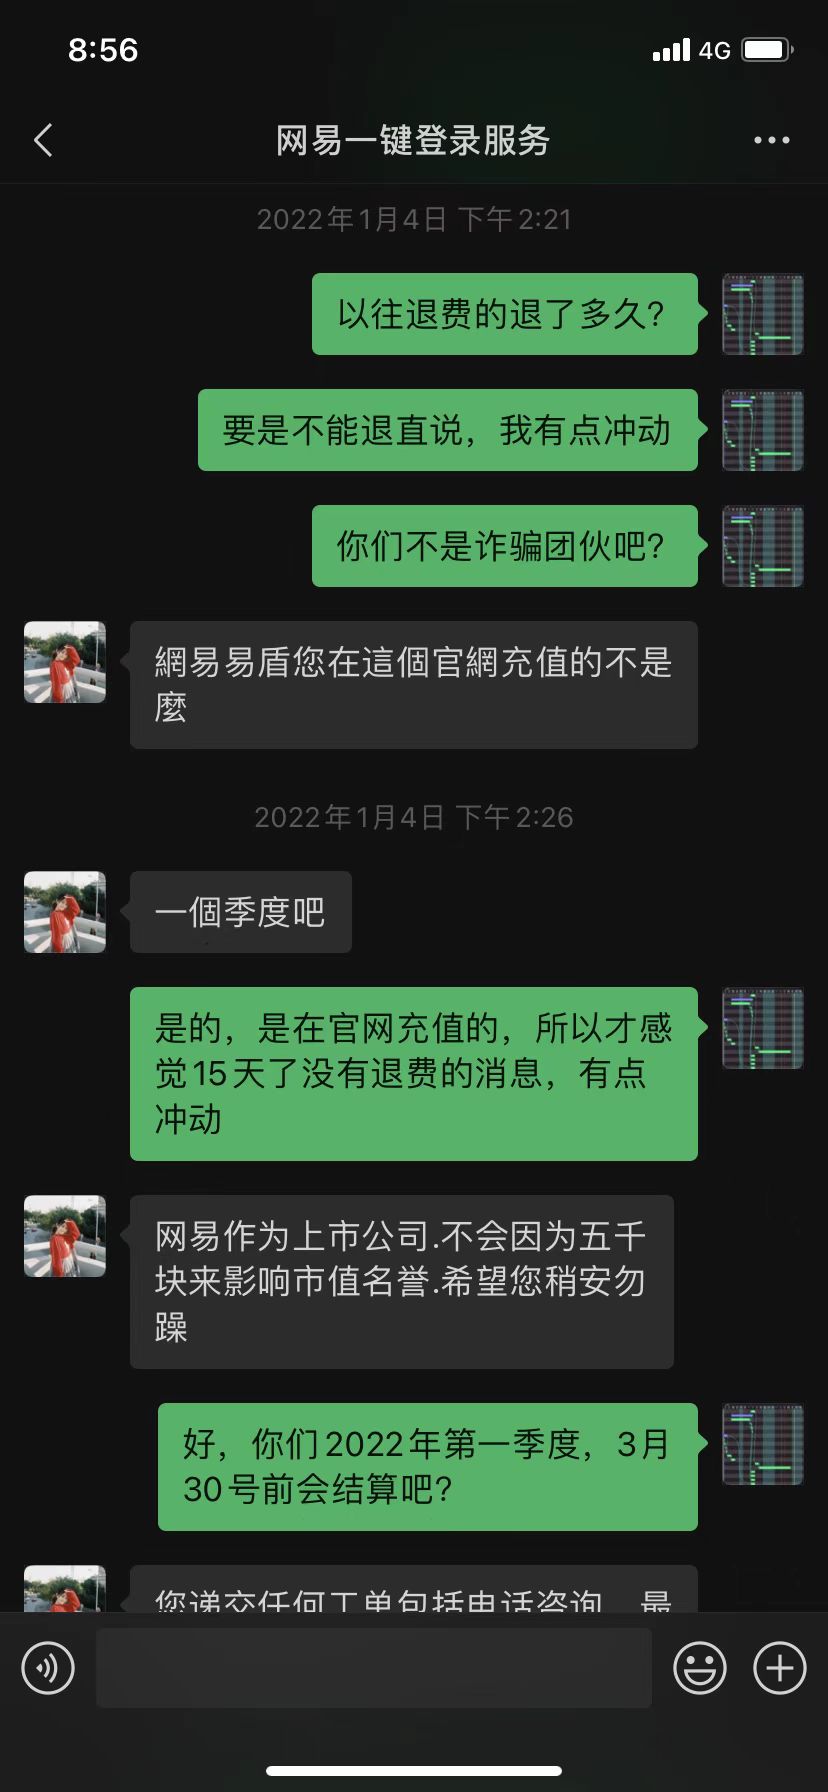 8:56
4G
网易一键登录服务
2022年1月4日 下午2:21
以往退费的退了多久?
要是不能退直说，我有点冲动
你们不是诈骗团伙吧?
網易易盾您在這個官網充值的不是
麼
2022年1月4日 下午2:26
一個季度吧
是的，是在官网充值的，所以才感
觉15天了没有退费的消息，有点
冲动
网易作为上市公司.不会因为五千
块来影响市值名誉.希望您稍安勿
躁
好，你们2022年第一季度，3月
30号前会结算吧?
您递交任何工单包括电话咨询 最